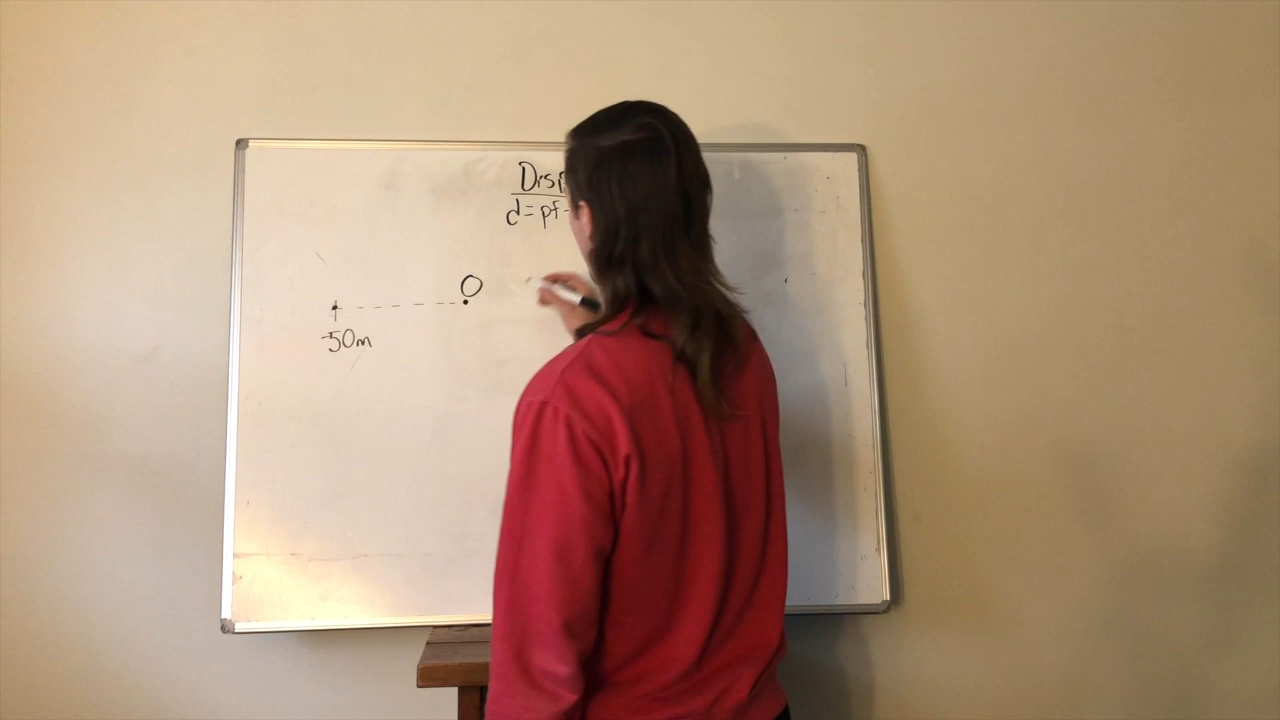 Disp
d = pf -
O
-50m